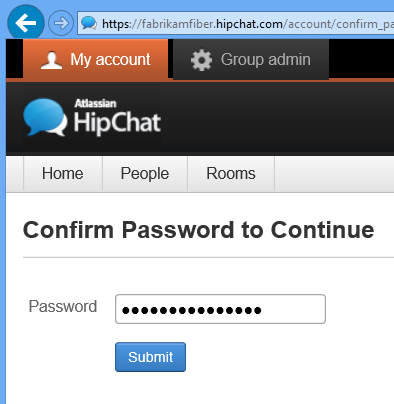 https://fabrikamfiber.hipchat.com/account/confirm_pa
My account Group admin
Atlassian
HipChat
Home People Rooms
Confirm Password to Continue
Password •••••••••••••••
Submit